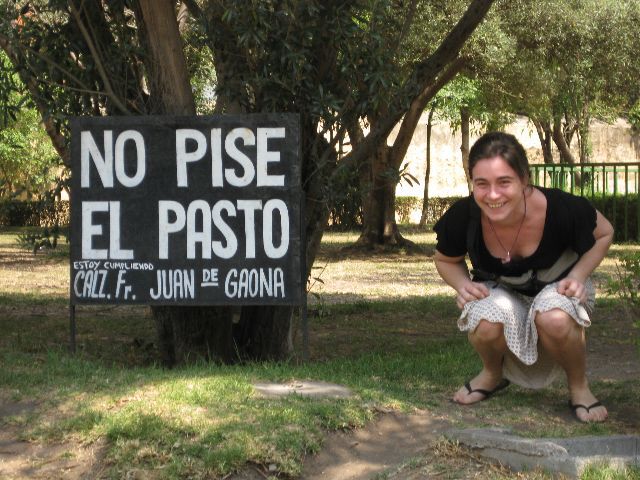 NO PISE
EL PASTO
ESTOY CUMPLIENDO
CALZ. Fr. JUAN DE GAONA